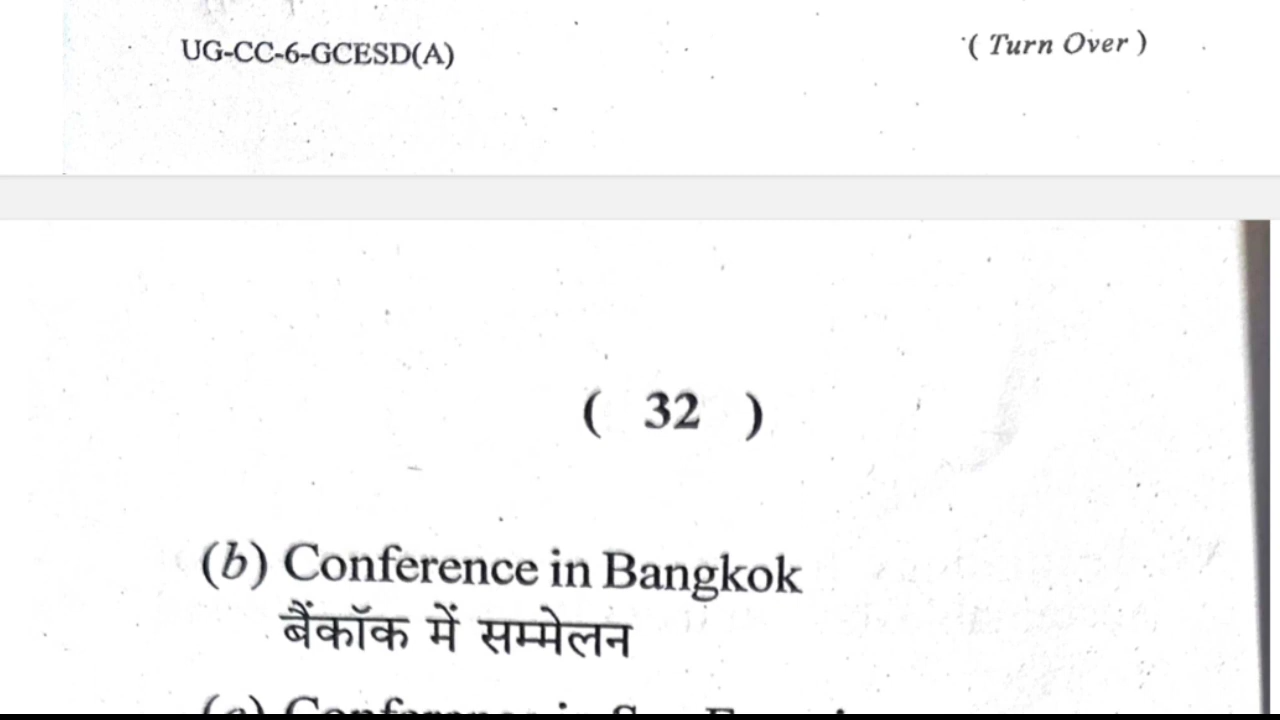 UG-CC-6-GCESD(A)
( Turn Over )
( 32 )
(b) Conference in Bangkok
बैंकॉक में सम्मेलन